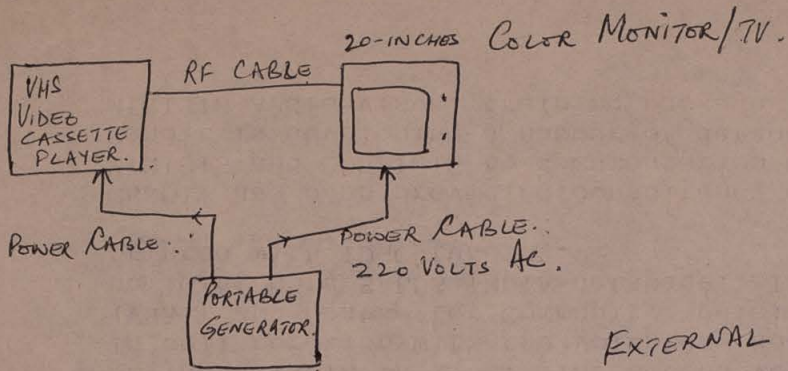 20-INCHES COLOR MONITOR/TV.
RF CABLE
VHS
VIDEO
CASSETTE
PLAYER.
POWER CABLE.
POWER CABLE.
220 VOLTS AC.
PORTABLE
GENERATOR.
EXTERNAL